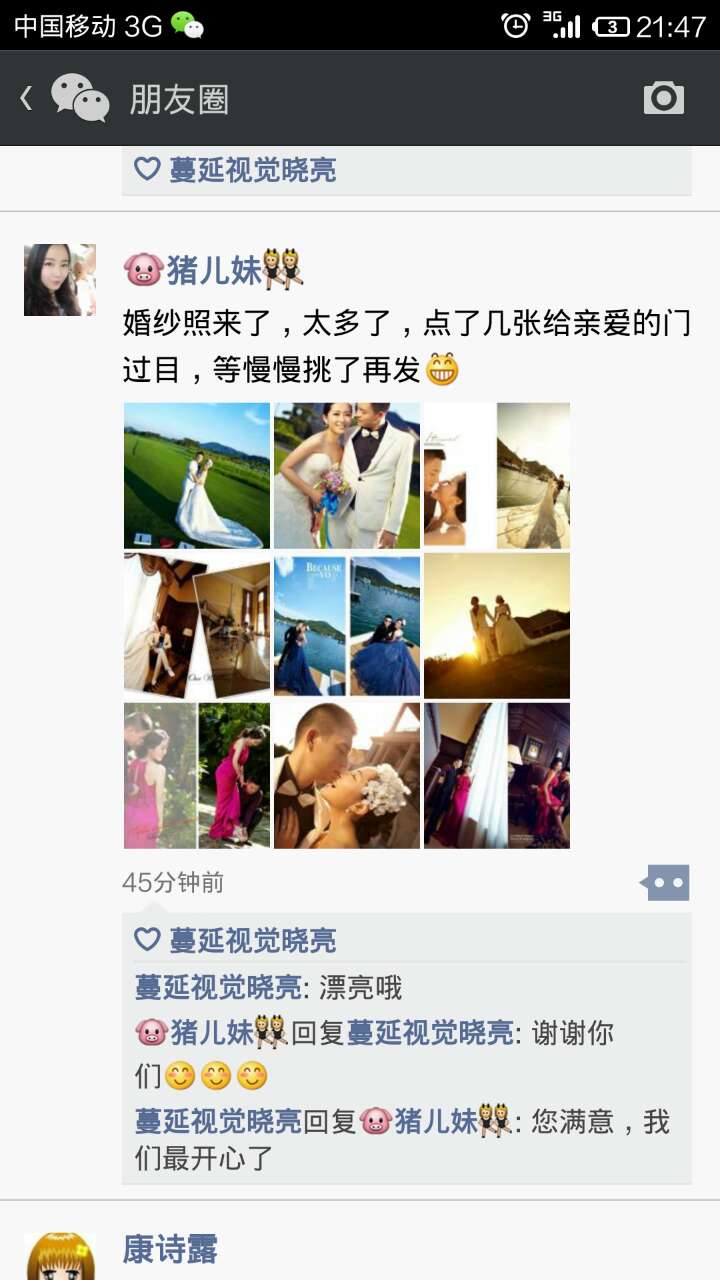 中国移动 3G
3G
3
21:47
朋友圈
蔓延视觉晓亮
猪儿妹
婚纱照来了，太多了，点了几张给亲爱的门
过目，等慢慢挑了再发
BECAUSE
YO
45分钟前
蔓延视觉晓亮
蔓延视觉晓亮: 漂亮哦
猪儿妹回复蔓延视觉晓亮: 谢谢你
们
蔓延视觉晓亮回复猪儿妹: 您满意，我
们最开心了
康诗露